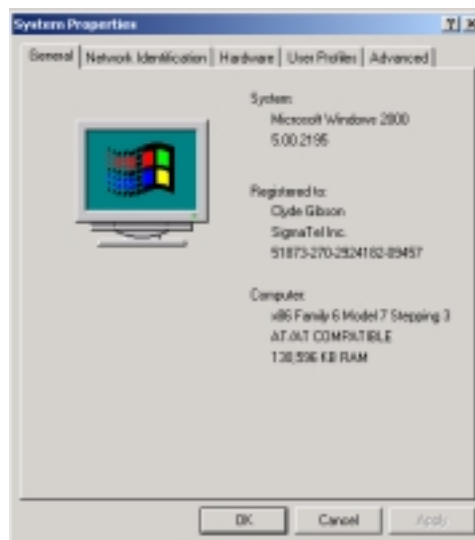 System Properties
General Network Identification Hardware User Profiles Advanced
System:
Microsoft Windows 2000
5.00.2195
Registered to:
Clyde Gibson
SigmaTel Inc.
51873-270-2924182-09457
Computer:
x86 Family 6 Model 7 Stepping 3
AT/AT COMPATIBLE
130,596 KB RAM
OK Cancel Apply